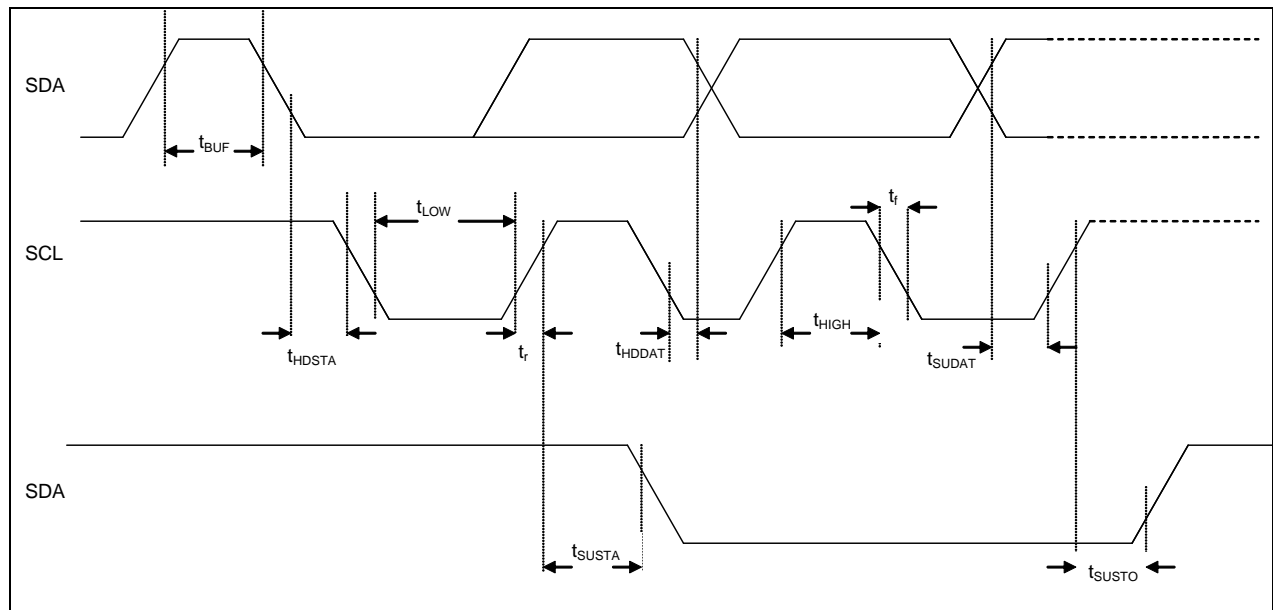 SDA
tBUF
tLOW
tf
SCL
tHDSTA
tr
tHDDAT
tHIGH
tSUDAT
SDA
tSUSTA
tSUSTO